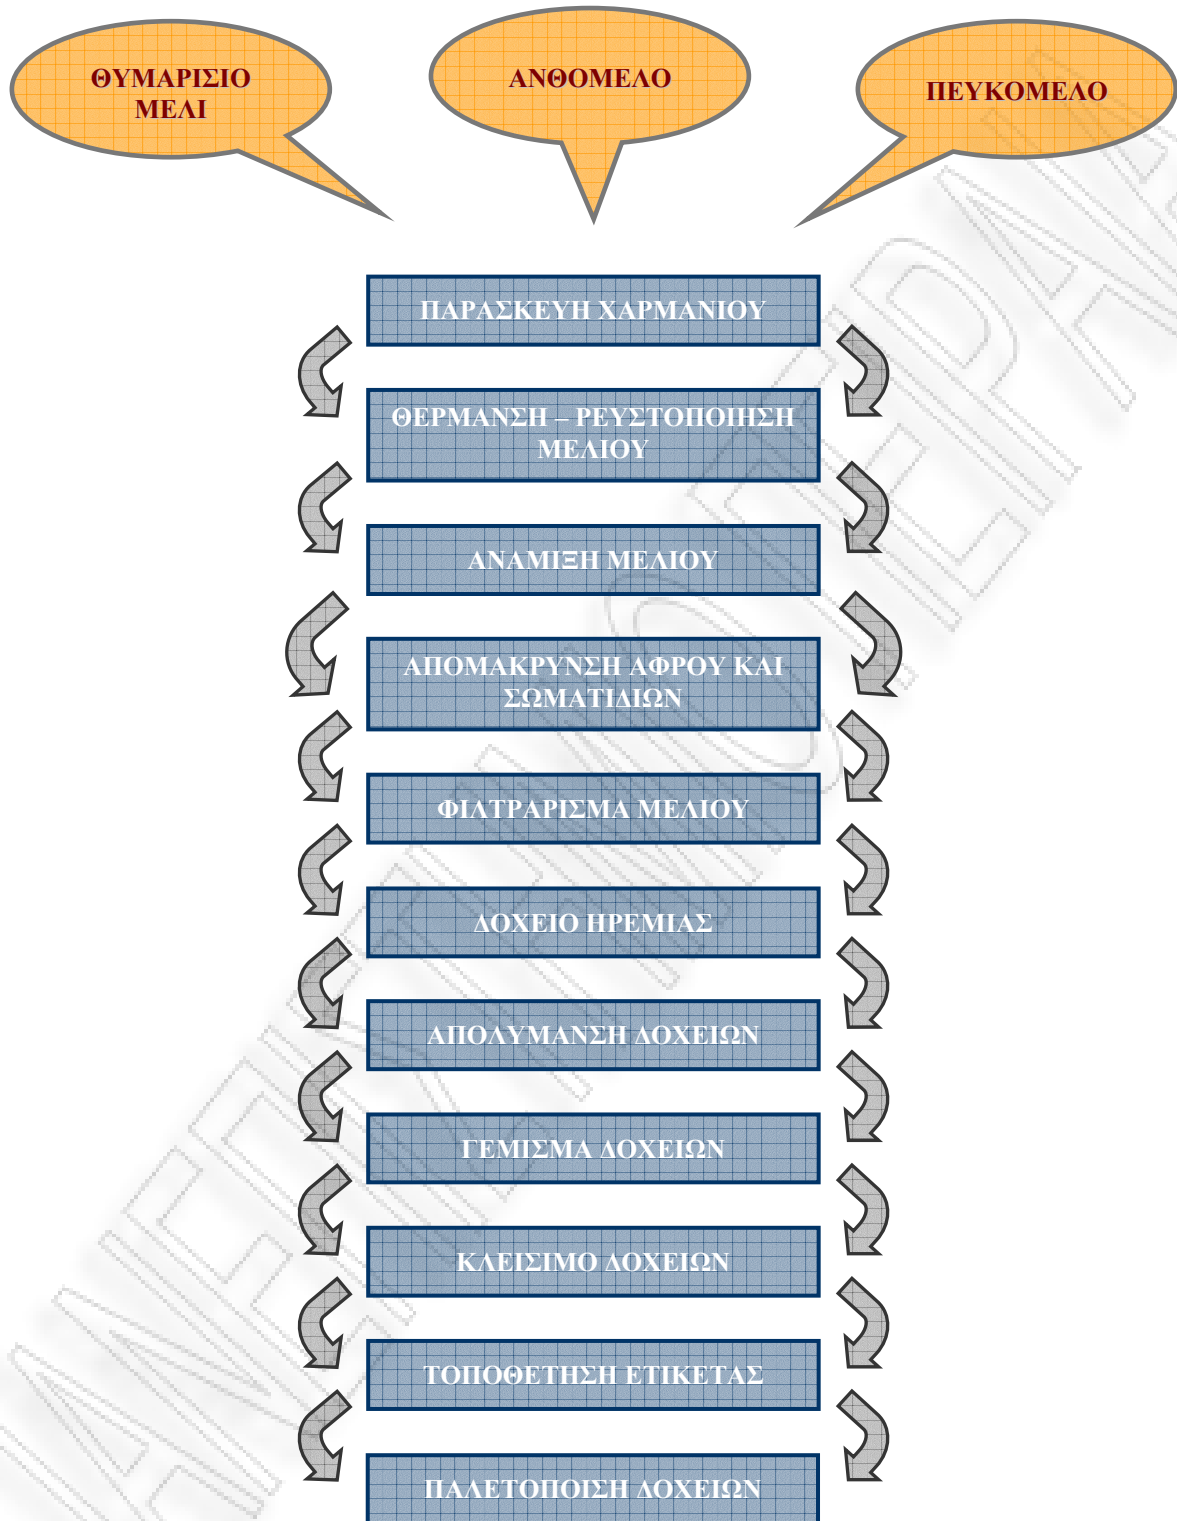 ΘΥΜΑΡΙΣΙΟ
ΜΕΛΙ
ΑΝΘΟΜΕΛΟ
ΠΕΥΚΟΜΕΛΟ
ΠΑΡΑΣΚΕΥΗ ΧΑΡΜΑΝΙΟΥ
ΘΕΡΜΑΝΣΗ – ΡΕΥΣΤΟΠΟΙΗΣΗ
ΜΕΛΙΟΥ
ΑΝΑΜΙΞΗ ΜΕΛΙΟΥ
ΑΠΟΜΑΚΡΥΝΣΗ ΑΦΡΟΥ ΚΑΙ
ΣΩΜΑΤΙΔΙΩΝ
ΦΙΛΤΡΑΡΙΣΜΑ ΜΕΛΙΟΥ
ΔΟΧΕΙΟ ΗΡΕΜΙΑΣ
ΑΠΟΛΥΜΑΝΣΗ ΔΟΧΕΙΩΝ
ΓΕΜΙΣΜΑ ΔΟΧΕΙΩΝ
ΚΛΕΙΣΙΜΟ ΔΟΧΕΙΩΝ
ΤΟΠΟΘΕΤΗΣΗ ΕΤΙΚΕΤΑΣ
ΠΑΛΕΤΟΠΟΙΣΗ ΔΟΧΕΙΩΝ